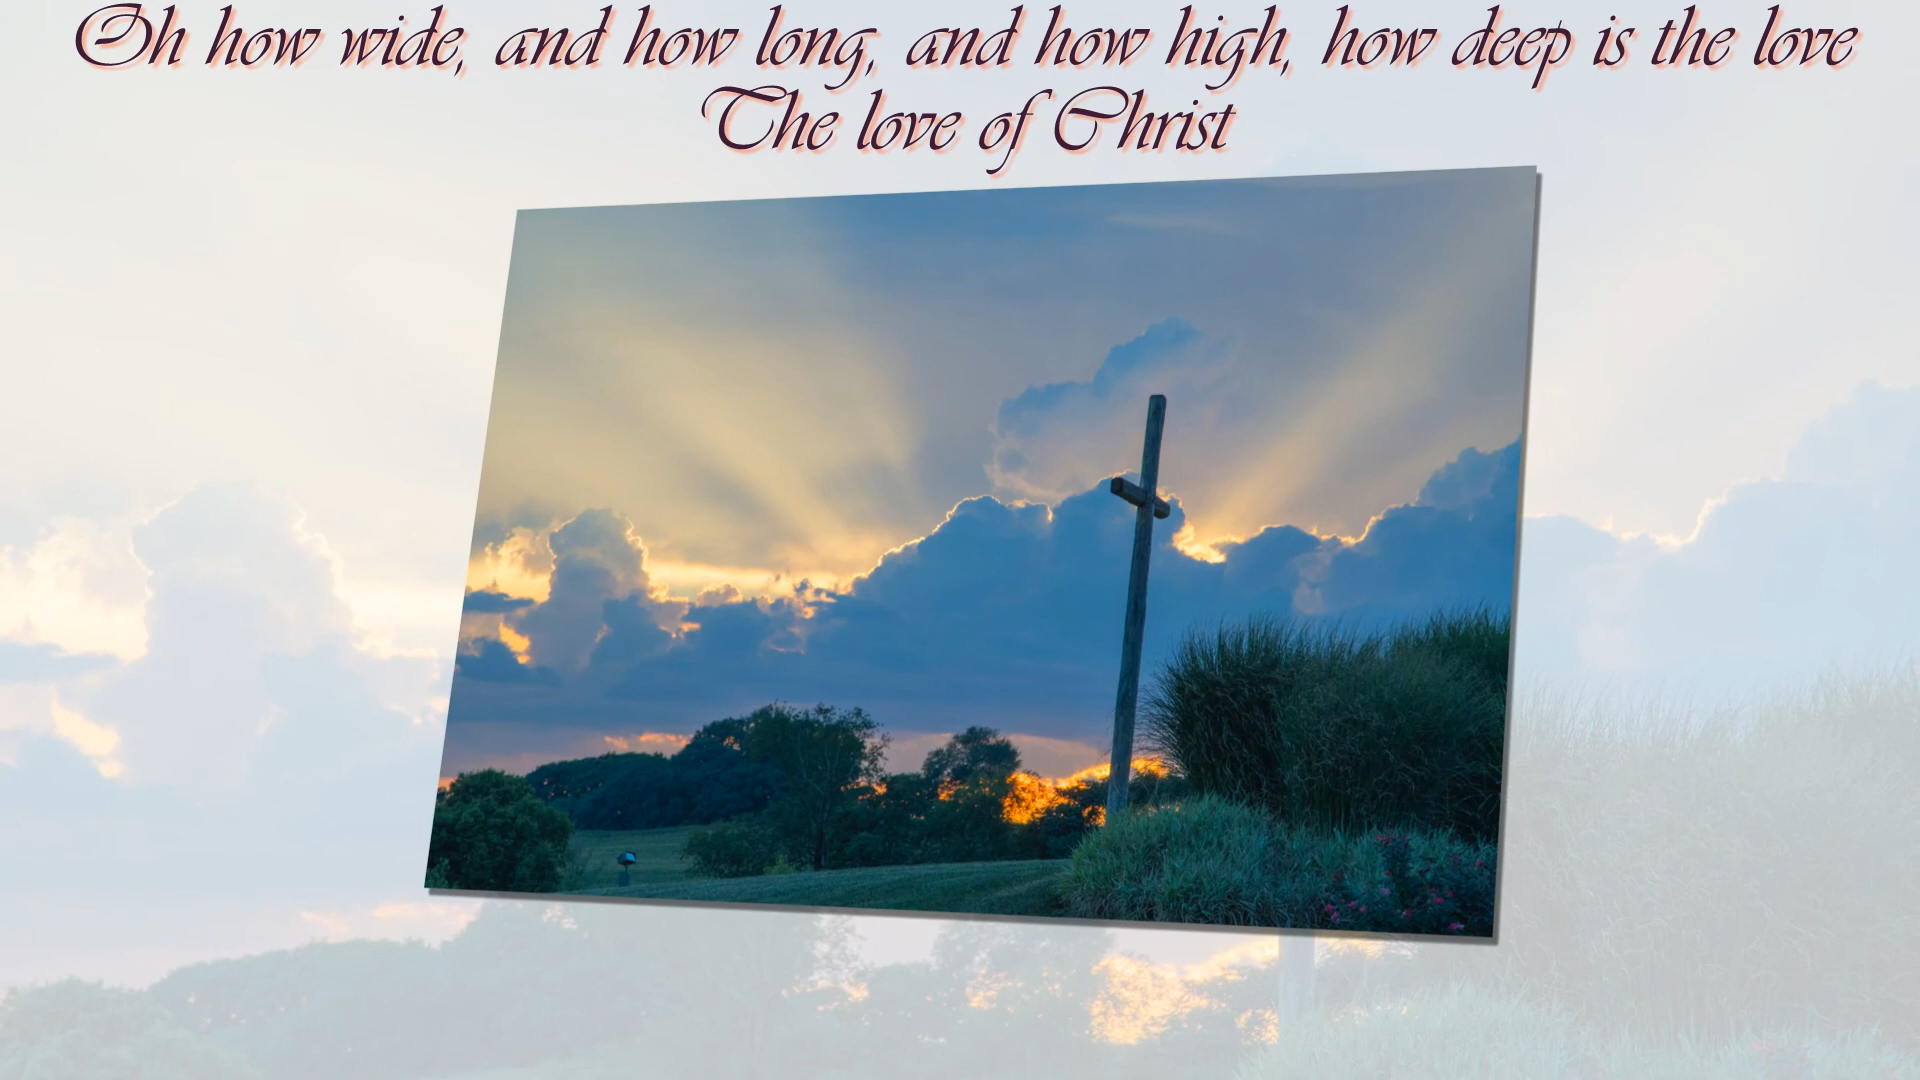 Oh how wide, and how long, and how high, how deep is the love
The love of Christ